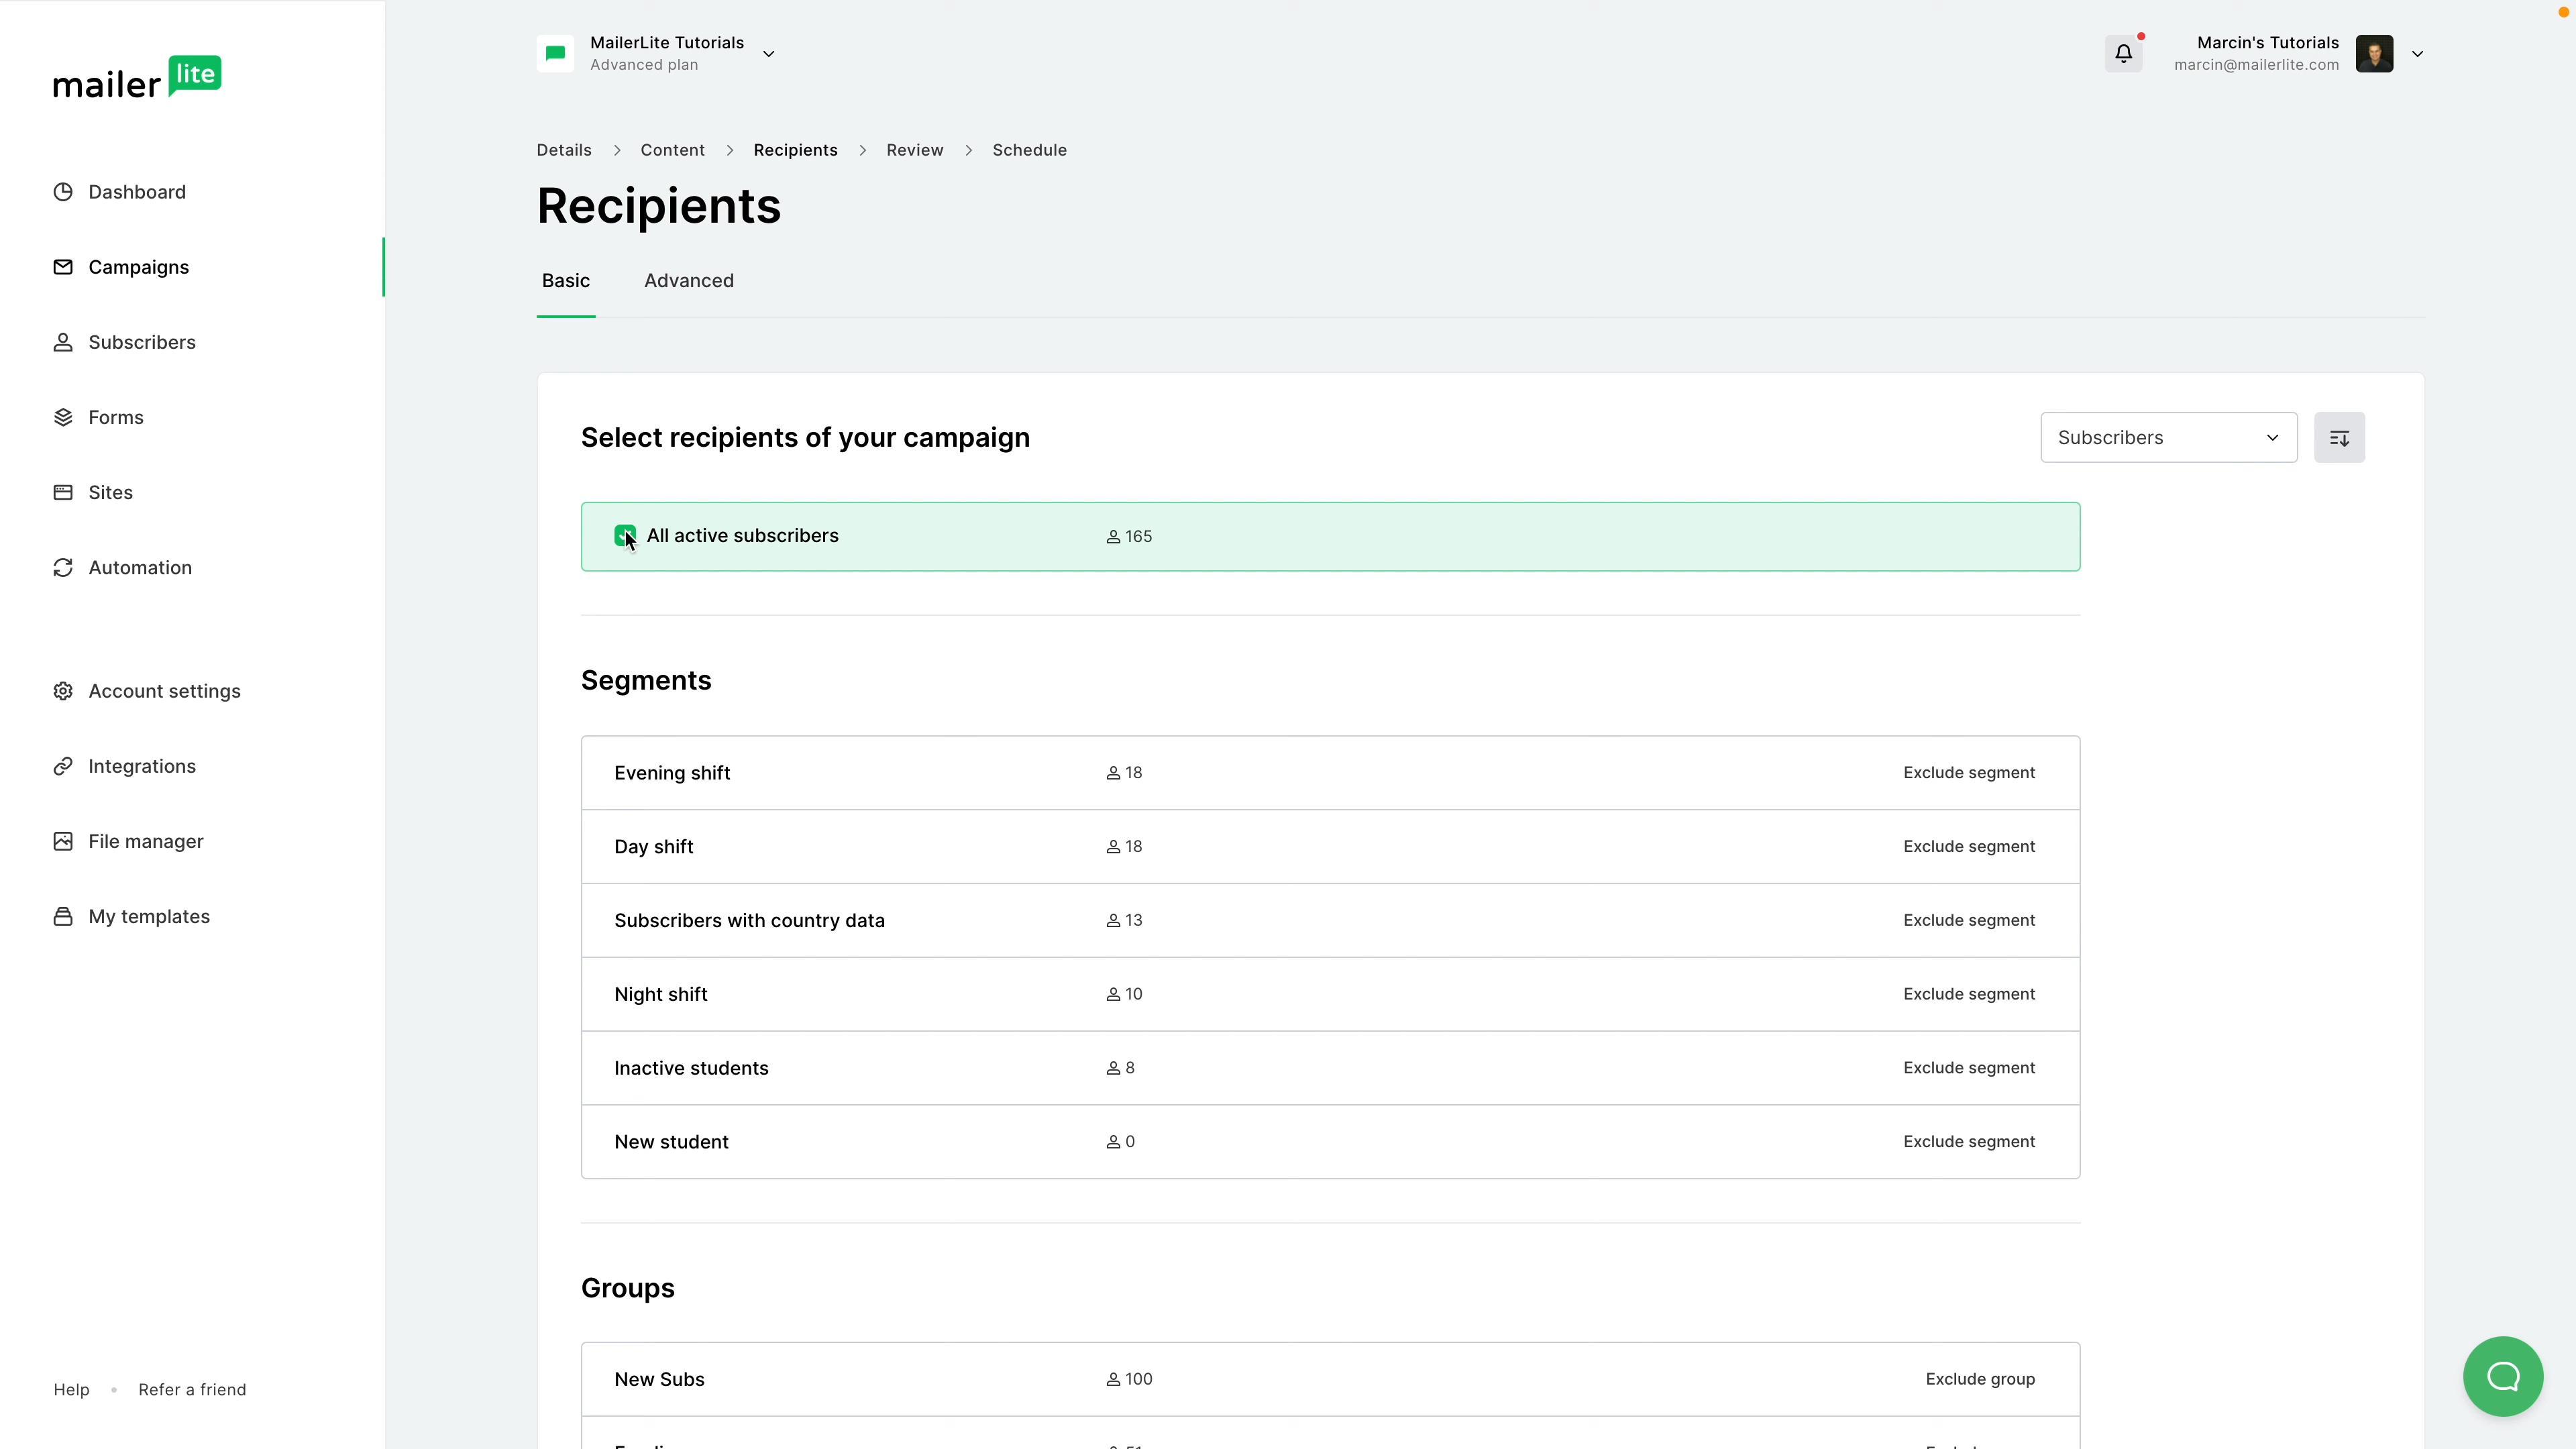 mailer lite
Dashboard
Campaigns
Subscribers
Forms
Sites
Automation
Account settings
Integrations
File manager
My templates
Help • Refer a friend
MailerLite Tutorials
Advanced plan
Marcin's Tutorials
marcin@mailerlite.com
Details > Content > Recipients > Review > Schedule
Recipients
Basic Advanced
Select recipients of your campaign
Subscribers
All active subscribers 165
Segments
Evening shift 18 Exclude segment
Day shift 18 Exclude segment
Subscribers with country data 13 Exclude segment
Night shift 10 Exclude segment
Inactive students 8 Exclude segment
New student 0 Exclude segment
Groups
New Subs 100 Exclude group